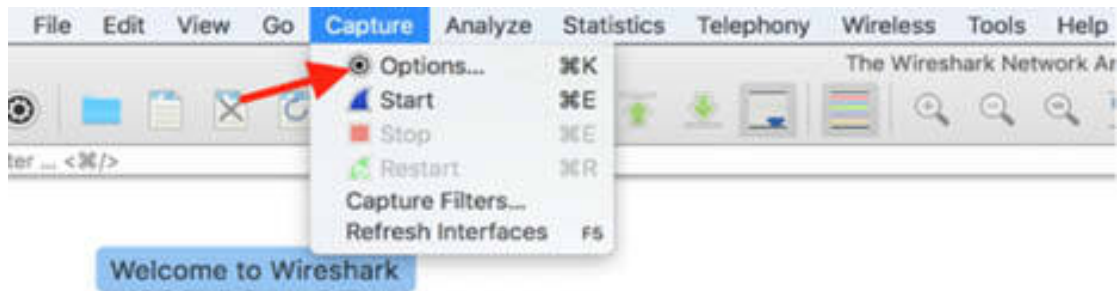 File Edit View Go Capture Analyze Statistics Telephony Wireless Tools Help
The Wireshark Network
Options... ⌘K
Start ⌘E
Stop ⌘E
Restart ⌘R
Capture Filters...
Refresh Interfaces F5
ter ... <⌘/>
Welcome to Wireshark